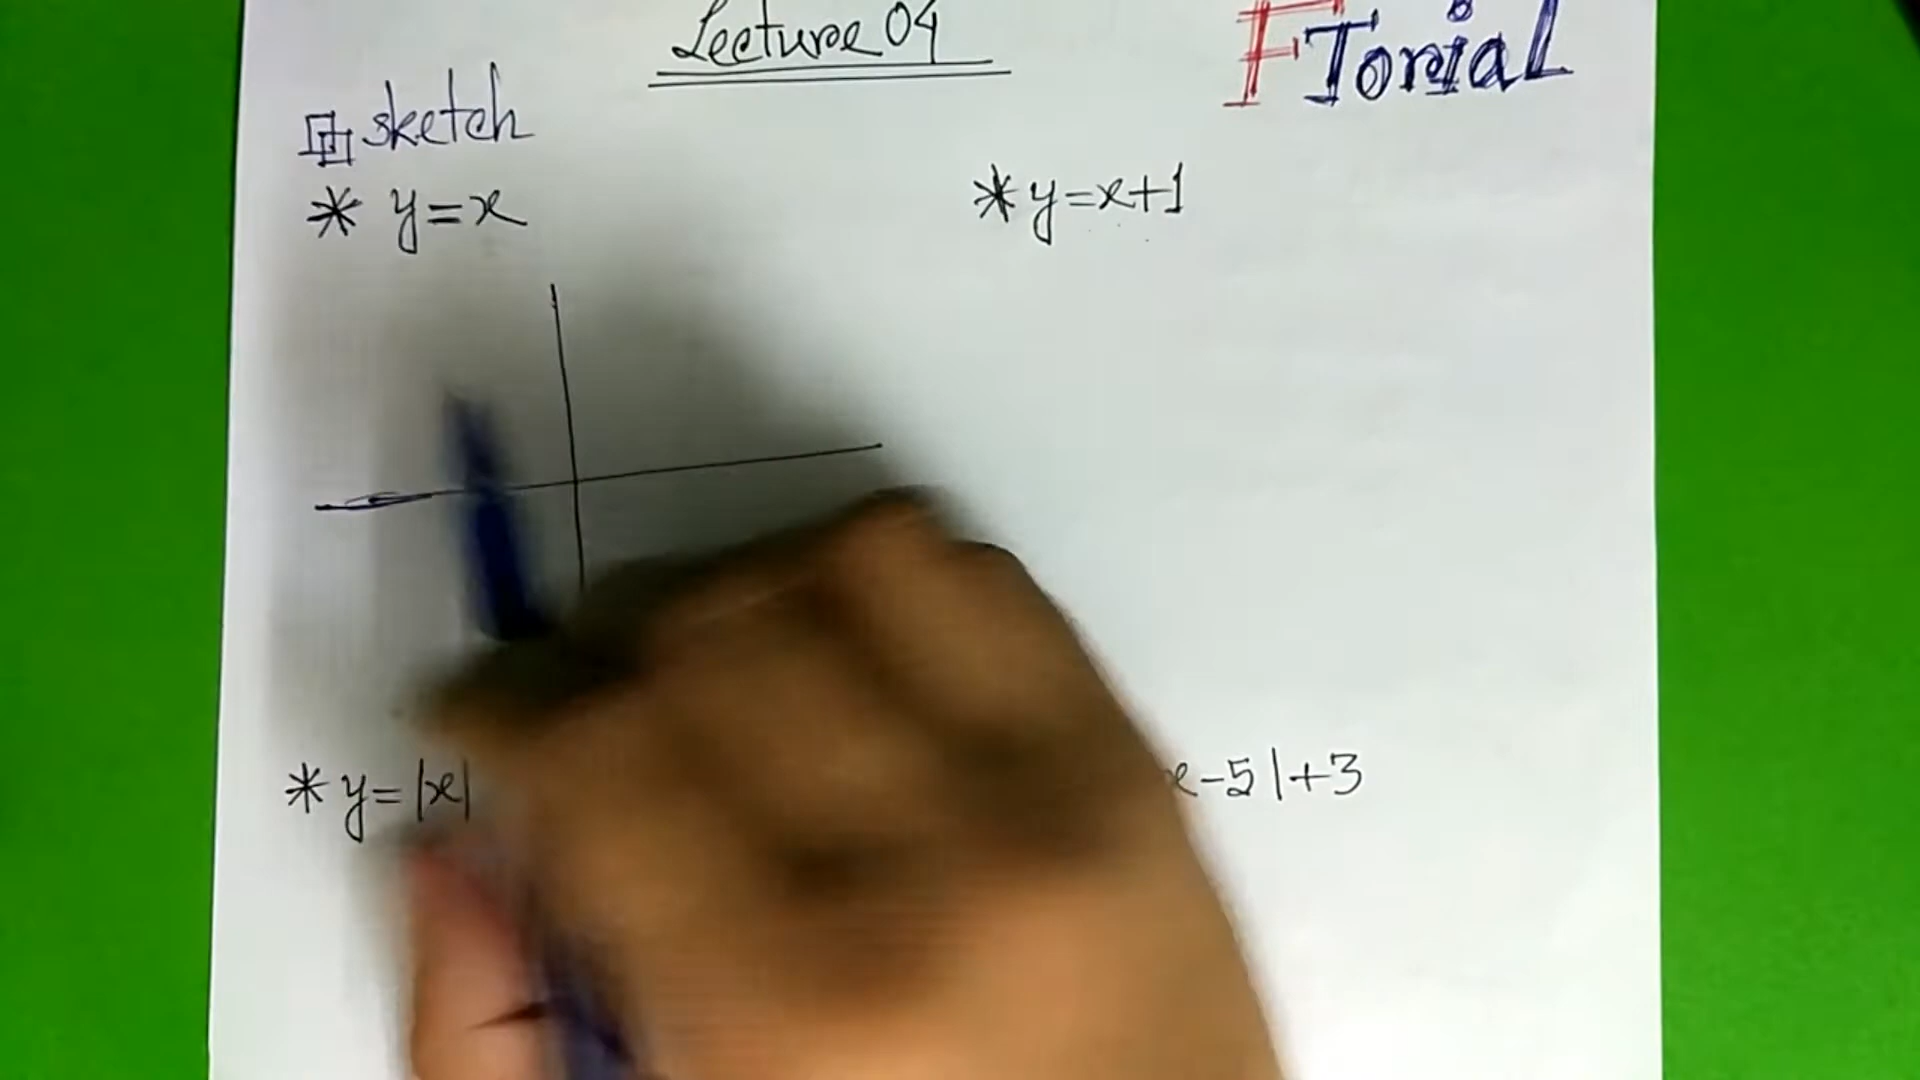 Lecture 04
FTorial
sketch
* y=x
* y=x+1
* y=|x|
x-5|+3